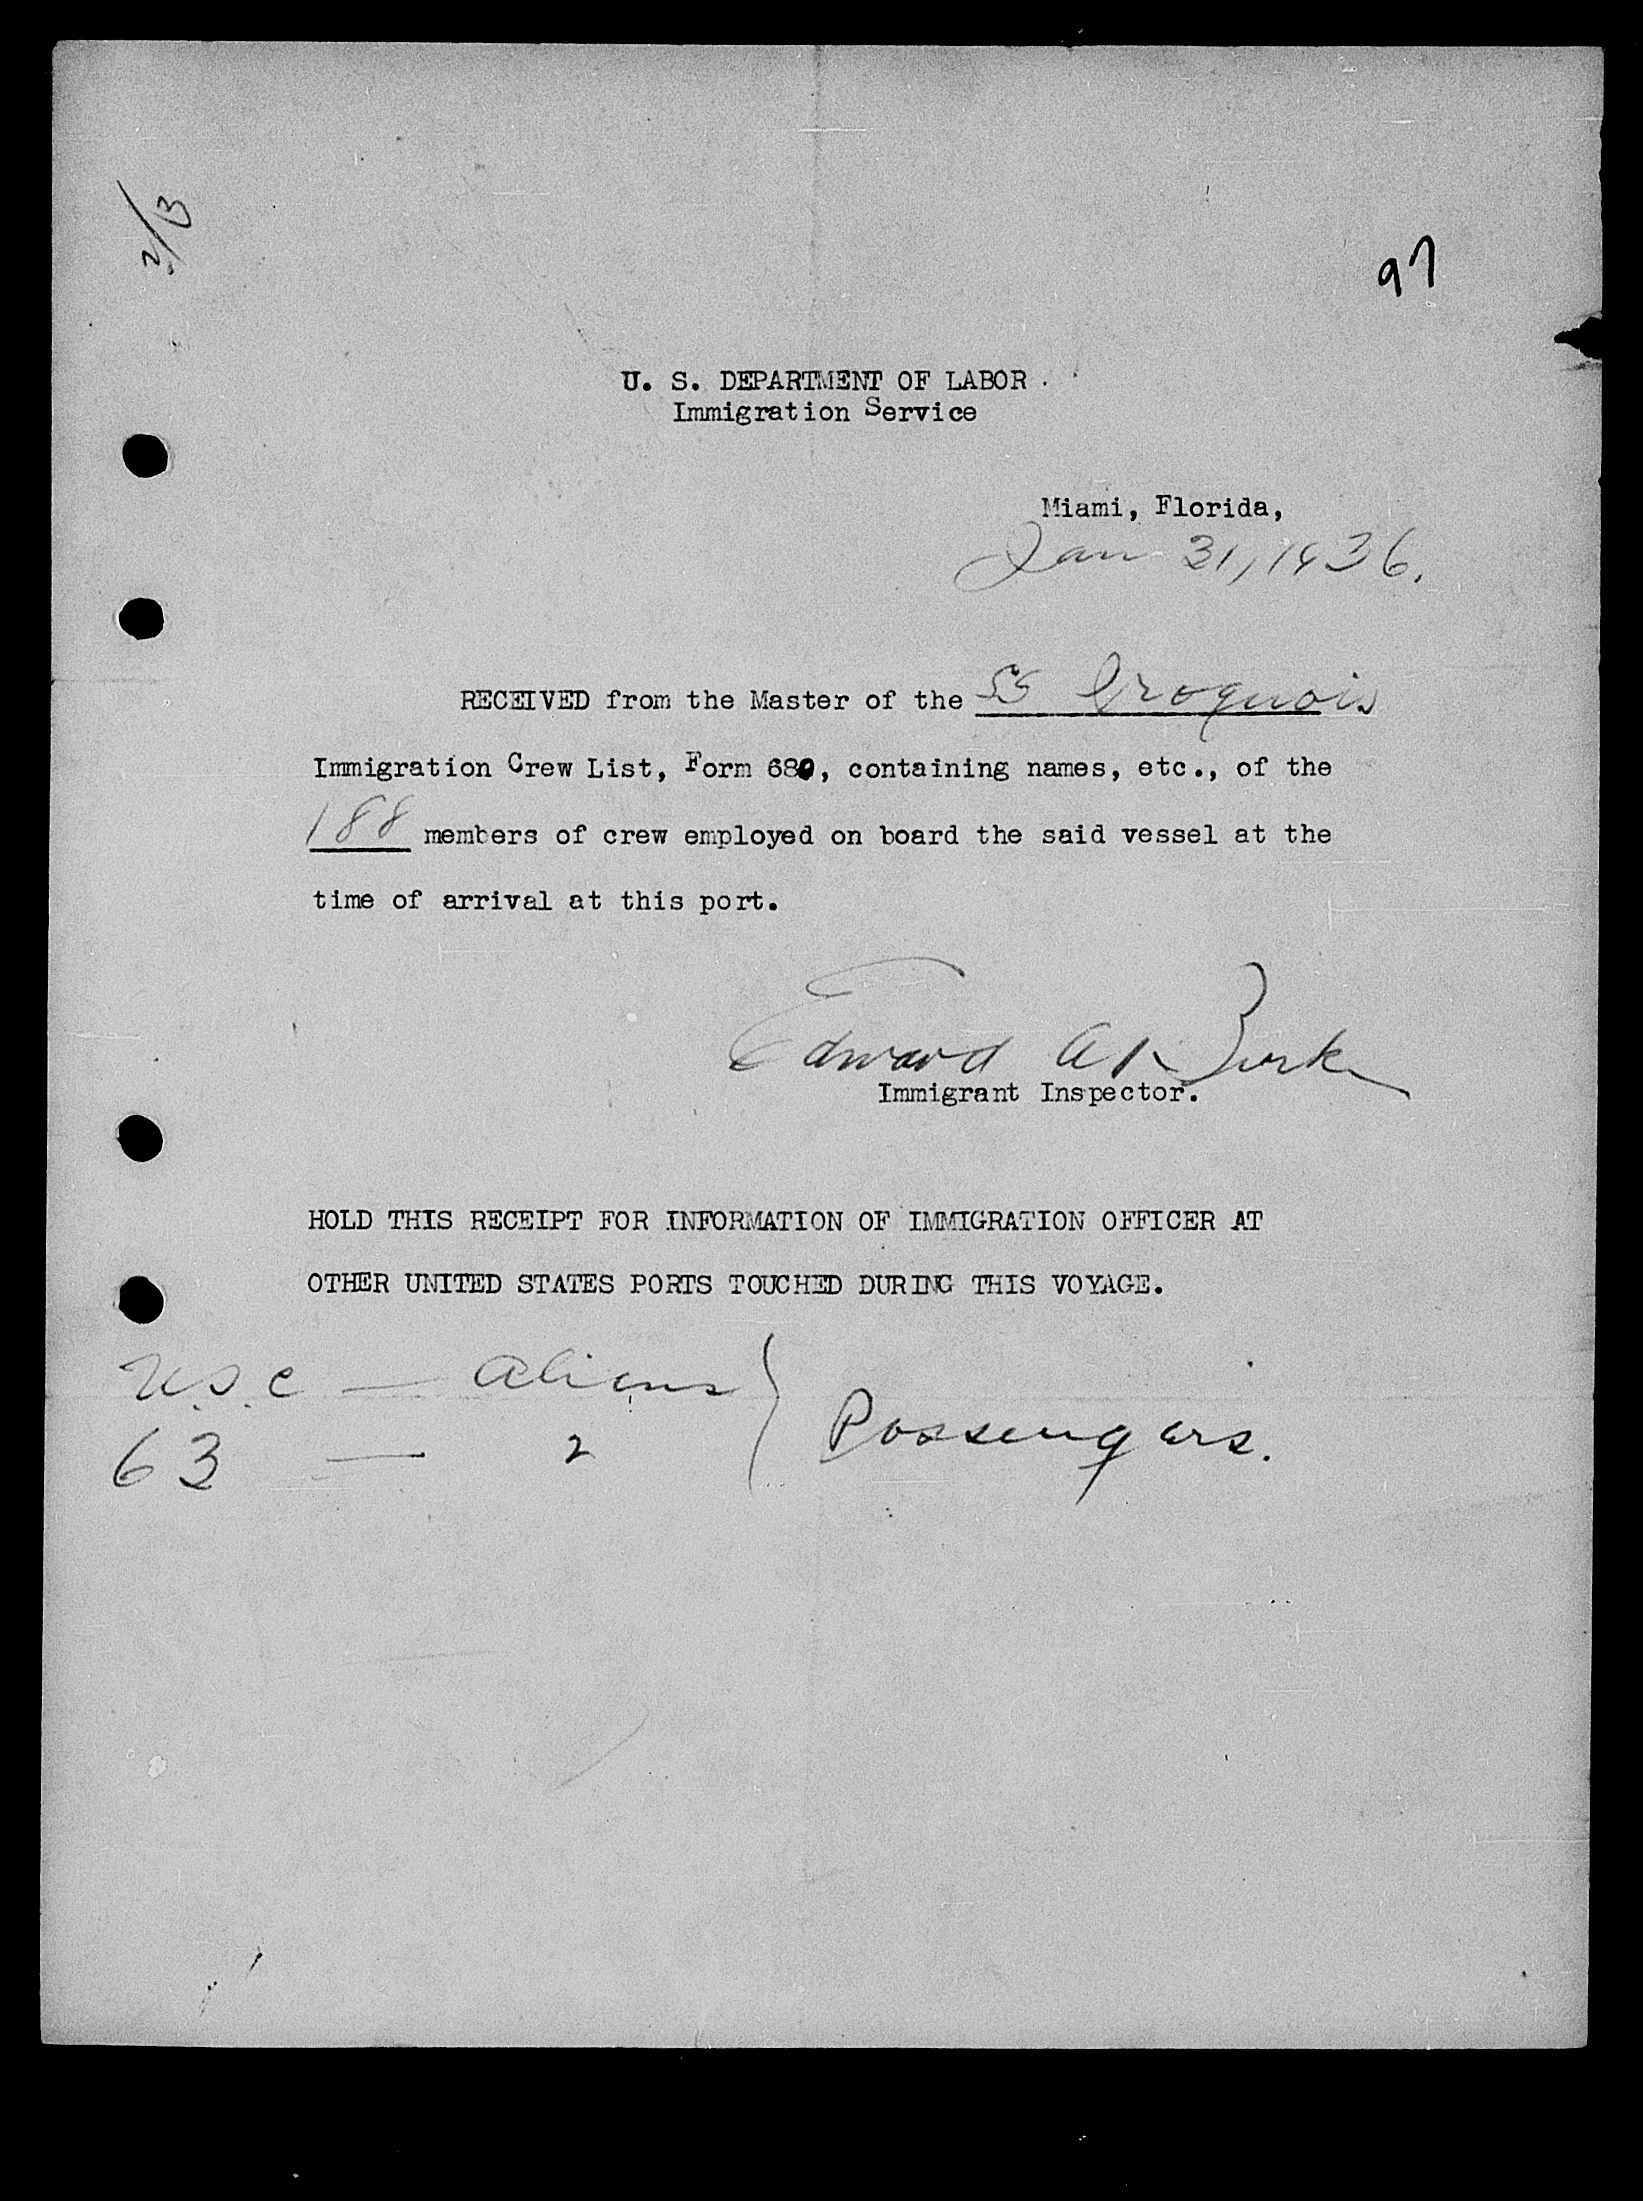 2/3
97
U. S. DEPARTMENT OF LABOR
Immigration Service
Miami, Florida,
Jan 31, 1936.
RECEIVED from the Master of the SS Iroquois
Immigration Crew List, Form 680, containing names, etc., of the
188 members of crew employed on board the said vessel at the
time of arrival at this port.
Edward A. Burke
Immigrant Inspector.
HOLD THIS RECEIPT FOR INFORMATION OF IMMIGRATION OFFICER AT
OTHER UNITED STATES PORTS TOUCHED DURING THIS VOYAGE.
U.S.C — Aliens
63 — 2 } Passengers.